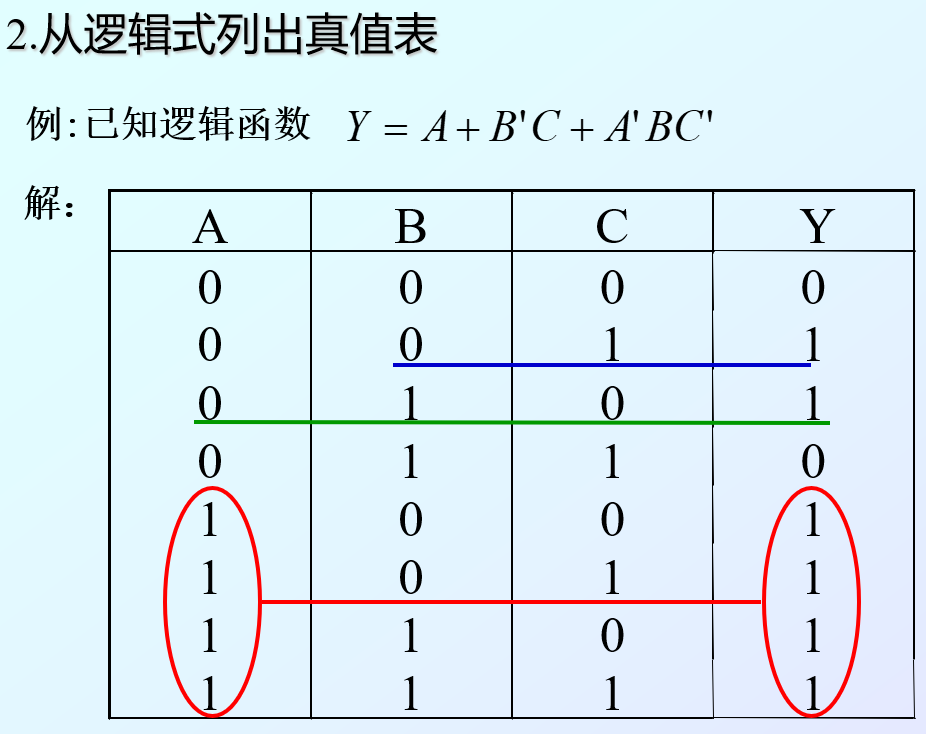 2.从逻辑式列出真值表
例:已知逻辑函数 Y = A + B'C + A'BC'
解：
A B C Y
0 0 0 0
0 0 1 1
0 1 0 1
0 1 1 0
1 0 0 1
1 0 1 1
1 1 0 1
1 1 1 1